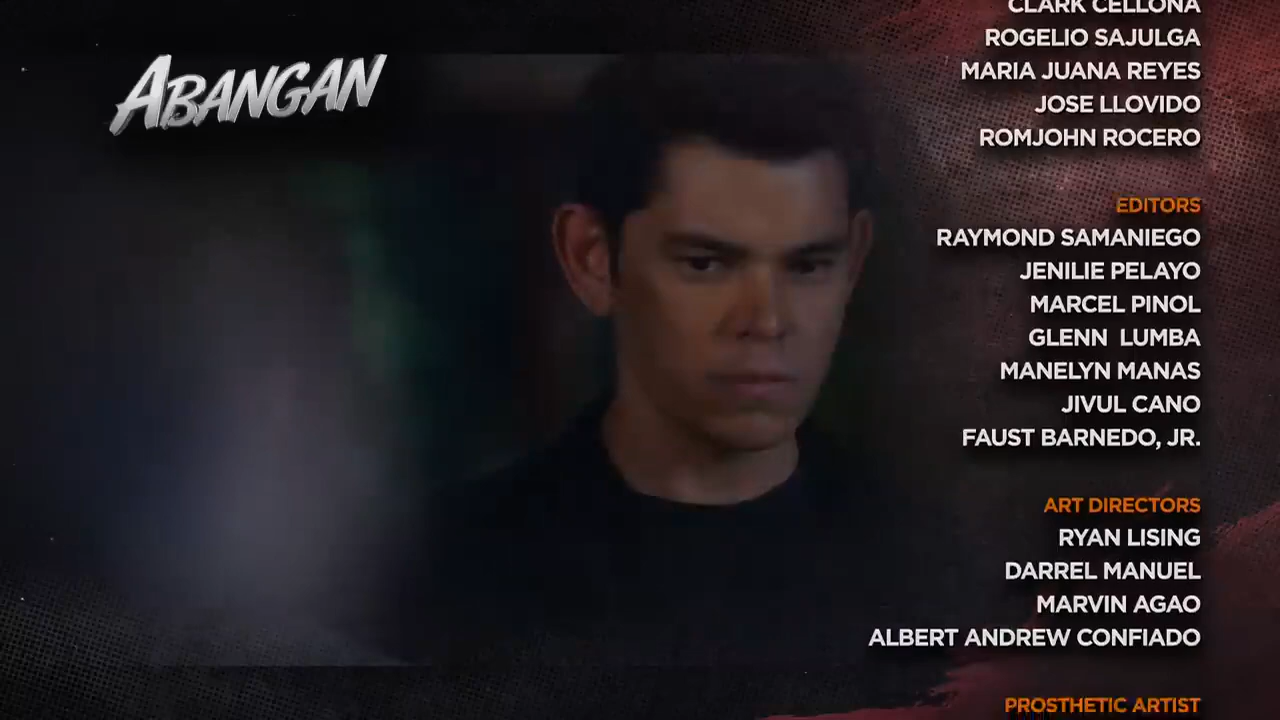 ABANGAN
CLARK CELLONA
ROGELIO SAJULGA
MARIA JUANA REYES
JOSE LLOVIDO
ROMJOHN ROCERO
EDITORS
RAYMOND SAMANIEGO
JENILIE PELAYO
MARCEL PINOL
GLENN LUMBA
MANELYN MANAS
JIVUL CANO
FAUST BARNEDO, JR.
ART DIRECTORS
RYAN LISING
DARREL MANUEL
MARVIN AGAO
ALBERT ANDREW CONFIADO
PROSTHETIC ARTIST